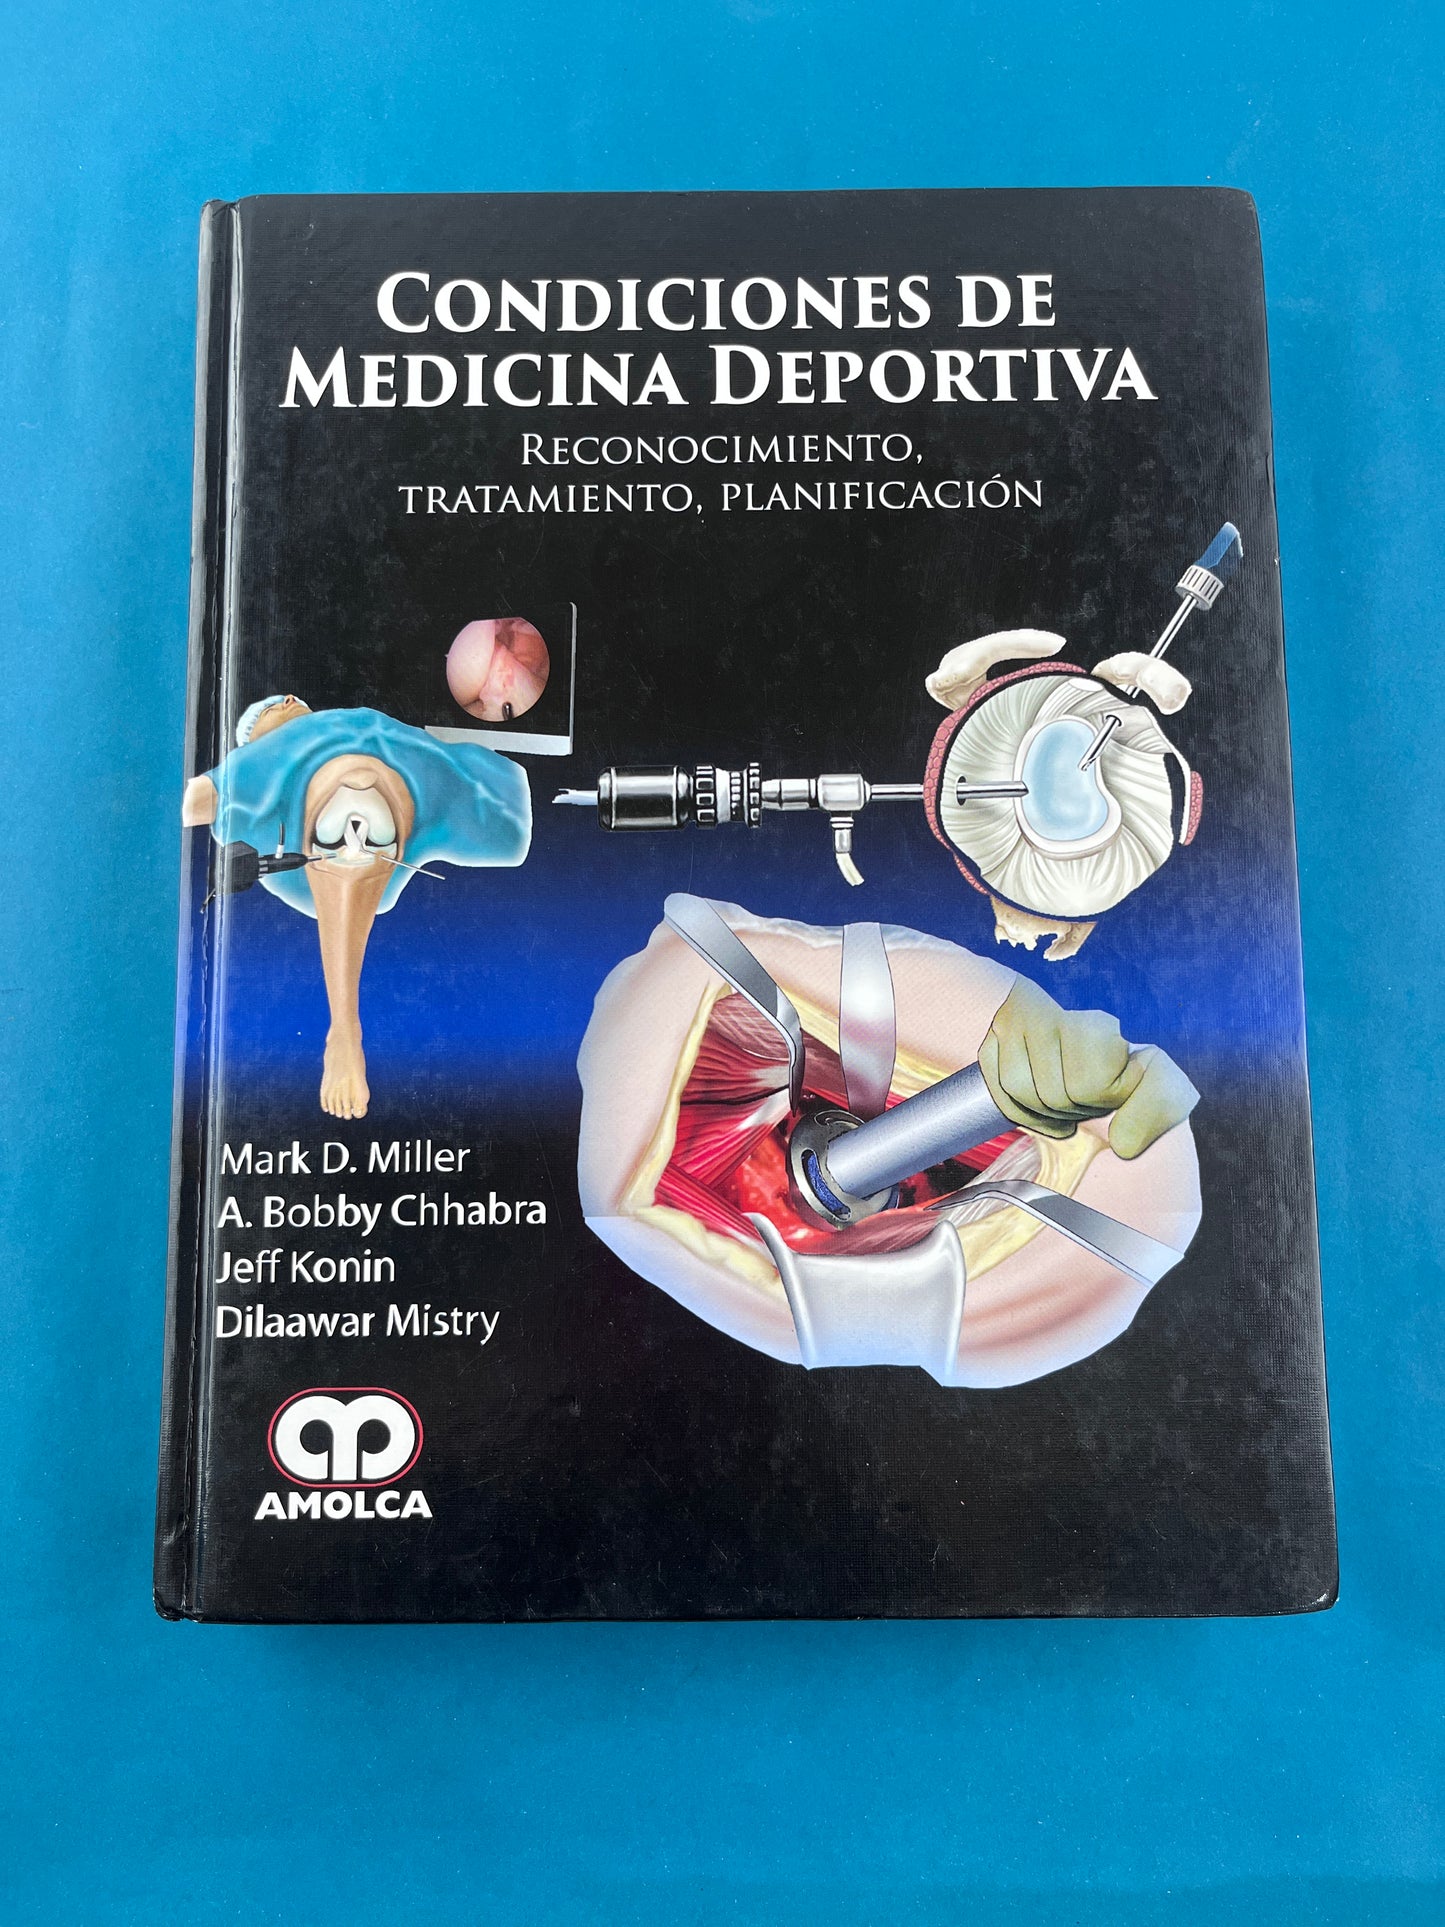 CONDICIONES DE
MEDICINA DEPORTIVA
RECONOCIMIENTO,
TRATAMIENTO, PLANIFICACIÓN
Mark D. Miller
A. Bobby Chhabra
Jeff Konin
Dilaawar Mistry
AMOLCA